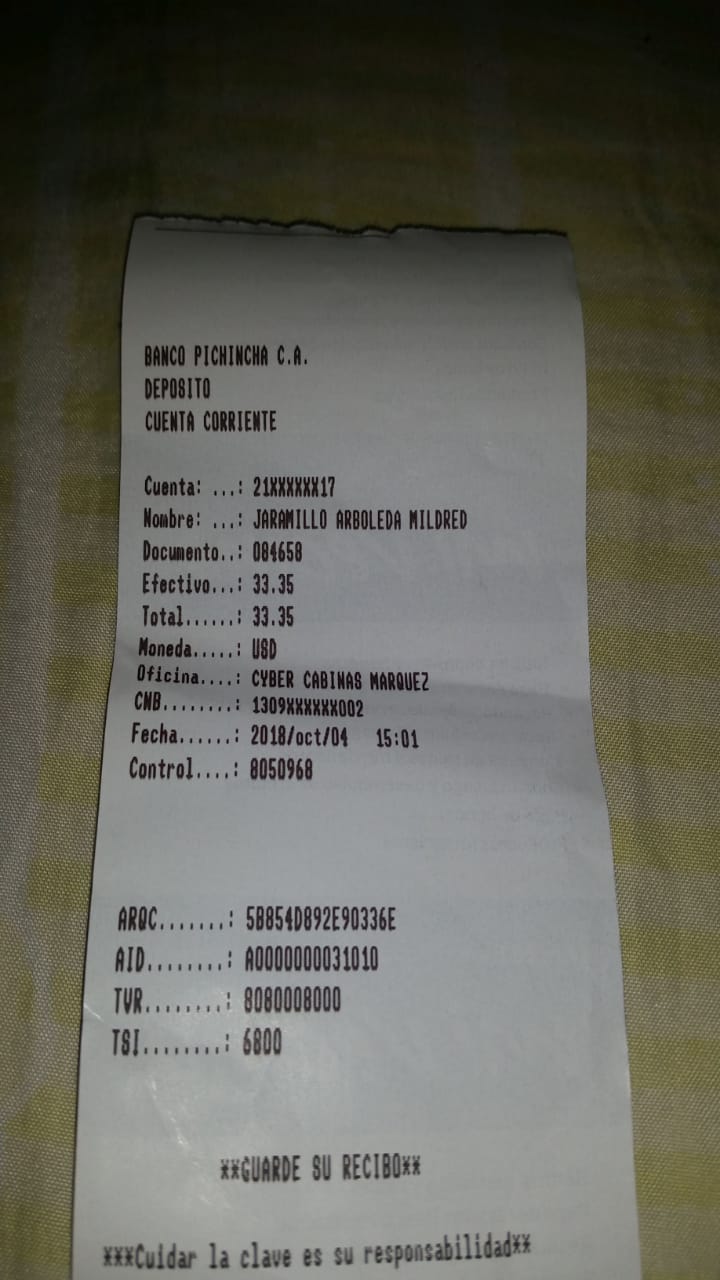 BANCO PICHINCHA C.A.
DEPOSITO
CUENTA CORRIENTE
Cuenta: ...: 21XXXXXX17
Nombre: ...: JARAMILLO ARBOLEDA MILDRED
Documento..: 084658
Efectivo...: 33.35
Total......: 33.35
Moneda.....: USD
Oficina....: CYBER CABINAS MARQUEZ
CNB........: 1309XXXXXX002
Fecha......: 2018/oct/04 15:01
Control....: 8050968
ARQC.......: 5B854D892E90336E
AID........: A0000000031010
TVR........: 8080008000
TSI........: 6800
**GUARDE SU RECIBO**
***Cuidar la clave es su responsabilidad**